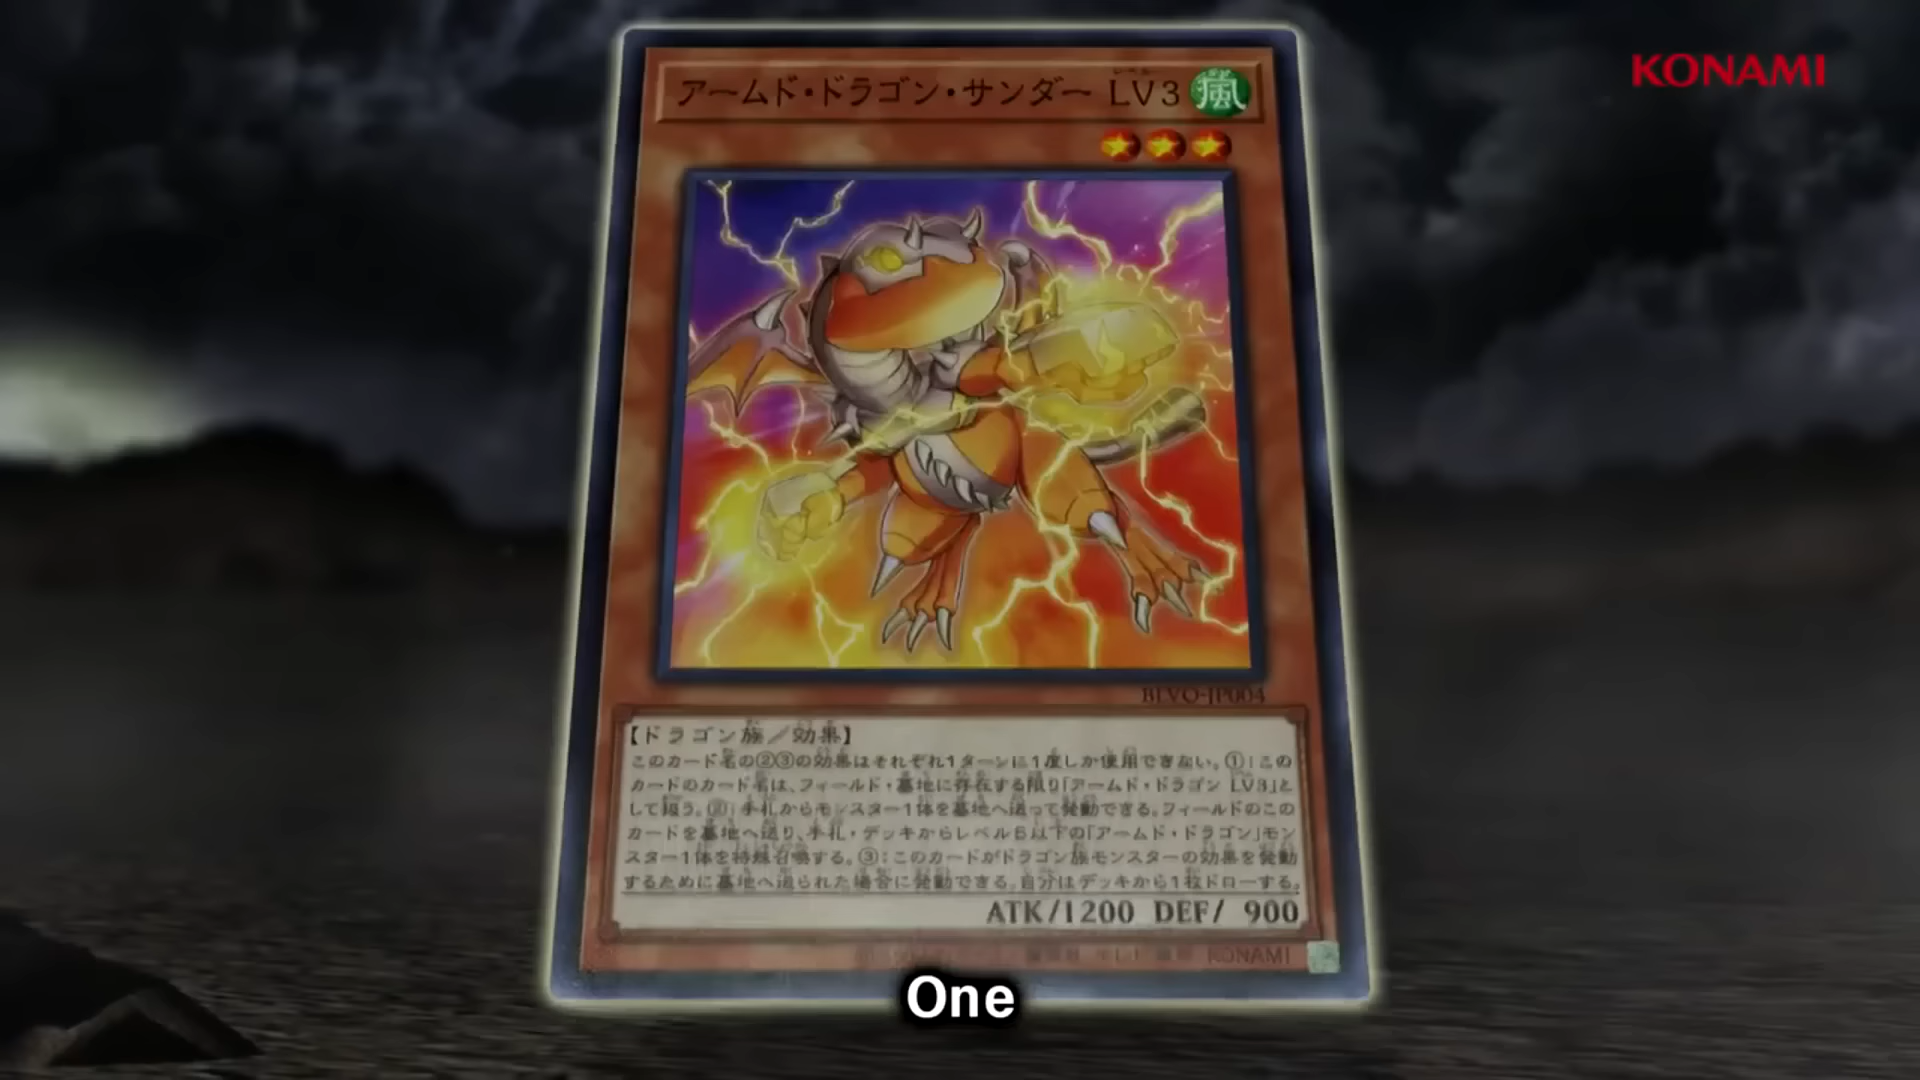 KONAMI
アームド・ドラゴン・サンダー LV3 風
BLVO-JP004
【ドラゴン族／効果】
このカード名の②③の効果はそれぞれ1ターンに1度しか使用できない。①：この
カードのカード名は、フィールド・墓地に存在する限り「アームド・ドラゴン LV3」と
して扱う。②：手札からモンスター1体を墓地へ送って発動できる。フィールドのこの
カードを墓地へ送り、手札・デッキからレベル5以下の「アームド・ドラゴン」モン
スター1体を特殊召喚する。③：このカードがドラゴン族モンスターの効果を発動
するために墓地へ送られた場合に発動できる。自分はデッキから1枚ドローする。
ATK/1200 DEF/ 900
KONAMI
One